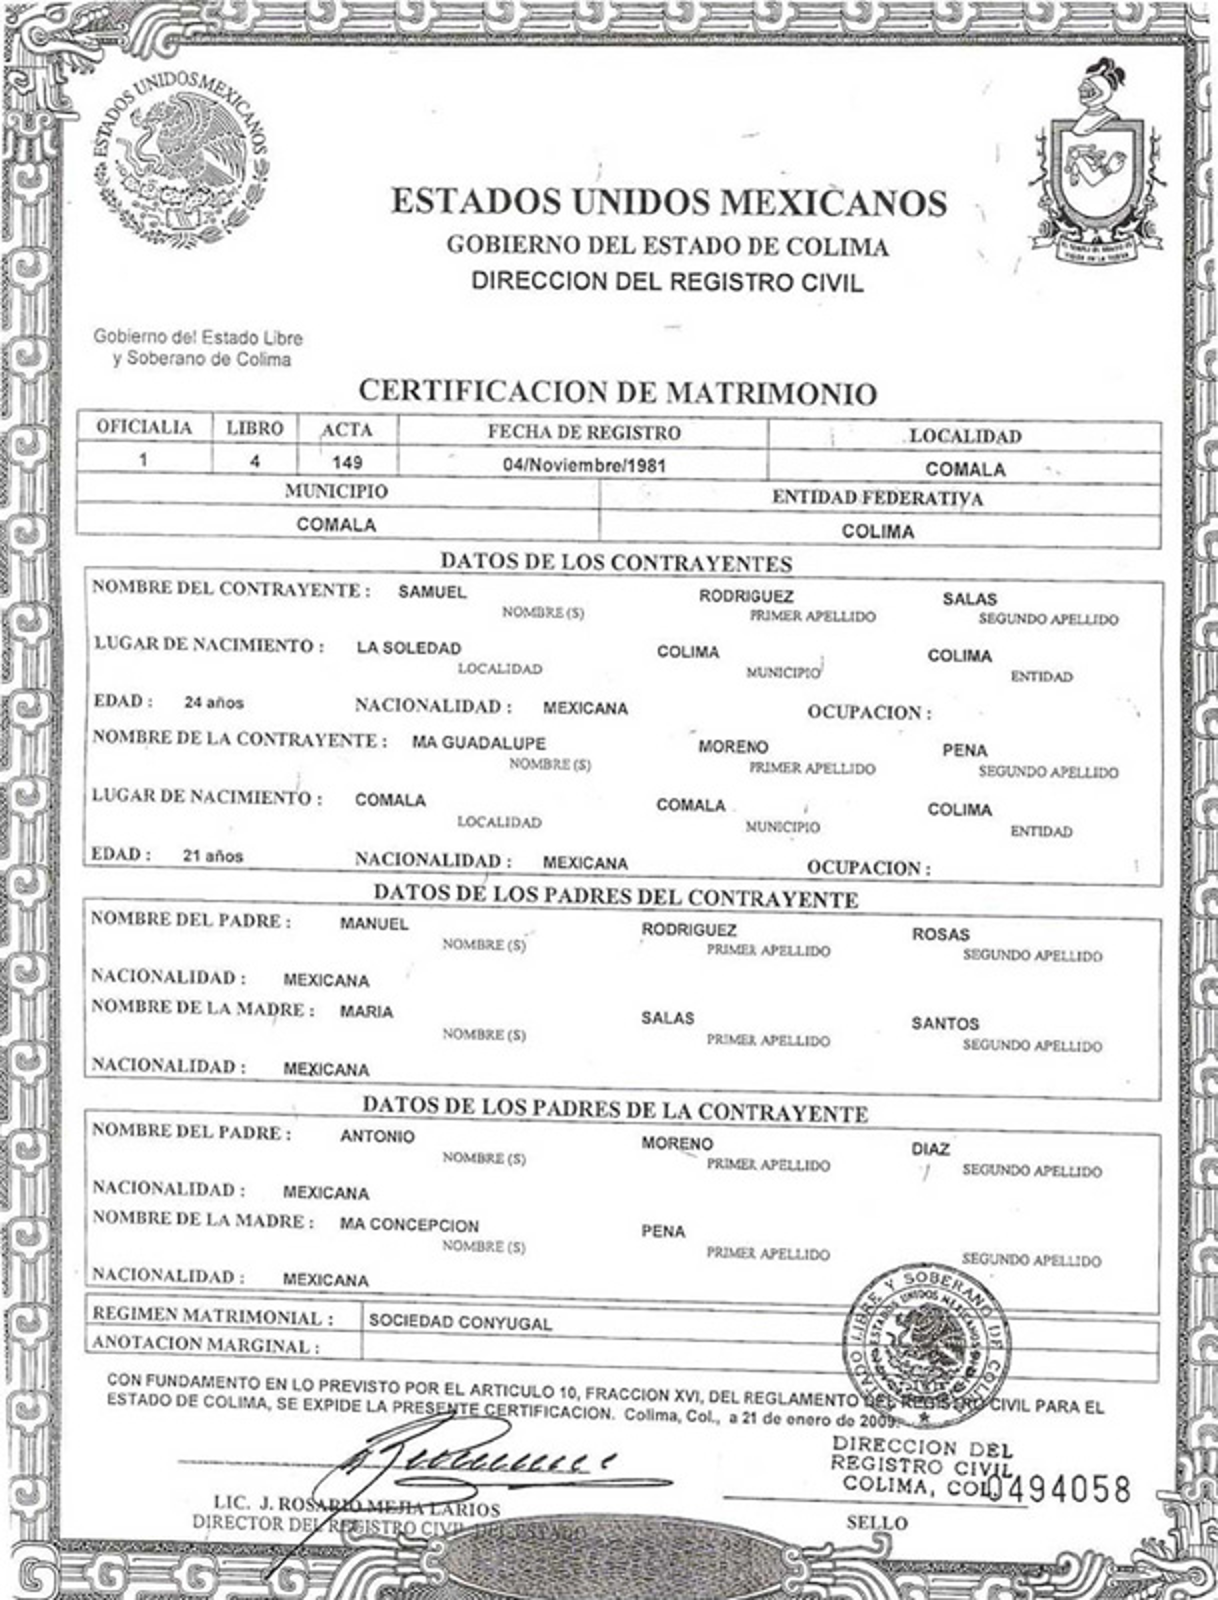 ESTADOS UNIDOS MEXICANOS
ESTADOS UNIDOS MEXICANOS
GOBIERNO DEL ESTADO DE COLIMA
DIRECCION DEL REGISTRO CIVIL
Gobierno del Estado Libre
y Soberano de Colima
CERTIFICACION DE MATRIMONIO
OFICIALIA LIBRO ACTA FECHA DE REGISTRO LOCALIDAD
1 4 149 04/Noviembre/1981 COMALA
MUNICIPIO ENTIDAD FEDERATIVA
COMALA COLIMA
DATOS DE LOS CONTRAYENTES
NOMBRE DEL CONTRAYENTE : SAMUEL RODRIGUEZ SALAS
NOMBRE (S) PRIMER APELLIDO SEGUNDO APELLIDO
LUGAR DE NACIMIENTO : LA SOLEDAD COLIMA COLIMA
LOCALIDAD MUNICIPIO ENTIDAD
EDAD : 24 años NACIONALIDAD : MEXICANA OCUPACION :
NOMBRE DE LA CONTRAYENTE : MA GUADALUPE MORENO PENA
NOMBRE (S) PRIMER APELLIDO SEGUNDO APELLIDO
LUGAR DE NACIMIENTO : COMALA COMALA COLIMA
LOCALIDAD MUNICIPIO ENTIDAD
EDAD : 21 años NACIONALIDAD : MEXICANA OCUPACION :
DATOS DE LOS PADRES DEL CONTRAYENTE
NOMBRE DEL PADRE : MANUEL RODRIGUEZ ROSAS
NOMBRE (S) PRIMER APELLIDO SEGUNDO APELLIDO
NACIONALIDAD : MEXICANA
NOMBRE DE LA MADRE : MARIA SALAS SANTOS
NOMBRE (S) PRIMER APELLIDO SEGUNDO APELLIDO
NACIONALIDAD : MEXICANA
DATOS DE LOS PADRES DE LA CONTRAYENTE
NOMBRE DEL PADRE : ANTONIO MORENO DIAZ
NOMBRE (S) PRIMER APELLIDO SEGUNDO APELLIDO
NACIONALIDAD : MEXICANA
NOMBRE DE LA MADRE : MA CONCEPCION PENA
NOMBRE (S) PRIMER APELLIDO SEGUNDO APELLIDO
NACIONALIDAD : MEXICANA
REGIMEN MATRIMONIAL : SOCIEDAD CONYUGAL
ANOTACION MARGINAL :
ESTADO LIBRE Y SOBERANO DE COLIMA
ESTADOS UNIDOS MEXICANOS
CON FUNDAMENTO EN LO PREVISTO POR EL ARTICULO 10, FRACCION XVI, DEL REGLAMENTO DEL REGISTRO CIVIL PARA EL
ESTADO DE COLIMA, SE EXPIDE LA PRESENTE CERTIFICACION. Colima, Col., a 21 de enero de 2009.
DIRECCION DEL
REGISTRO CIVIL
COLIMA, COL.
0494058
LIC. J. ROSARIO MEJIA LARIOS
DIRECTOR DEL REGISTRO CIVIL DEL ESTADO
SELLO